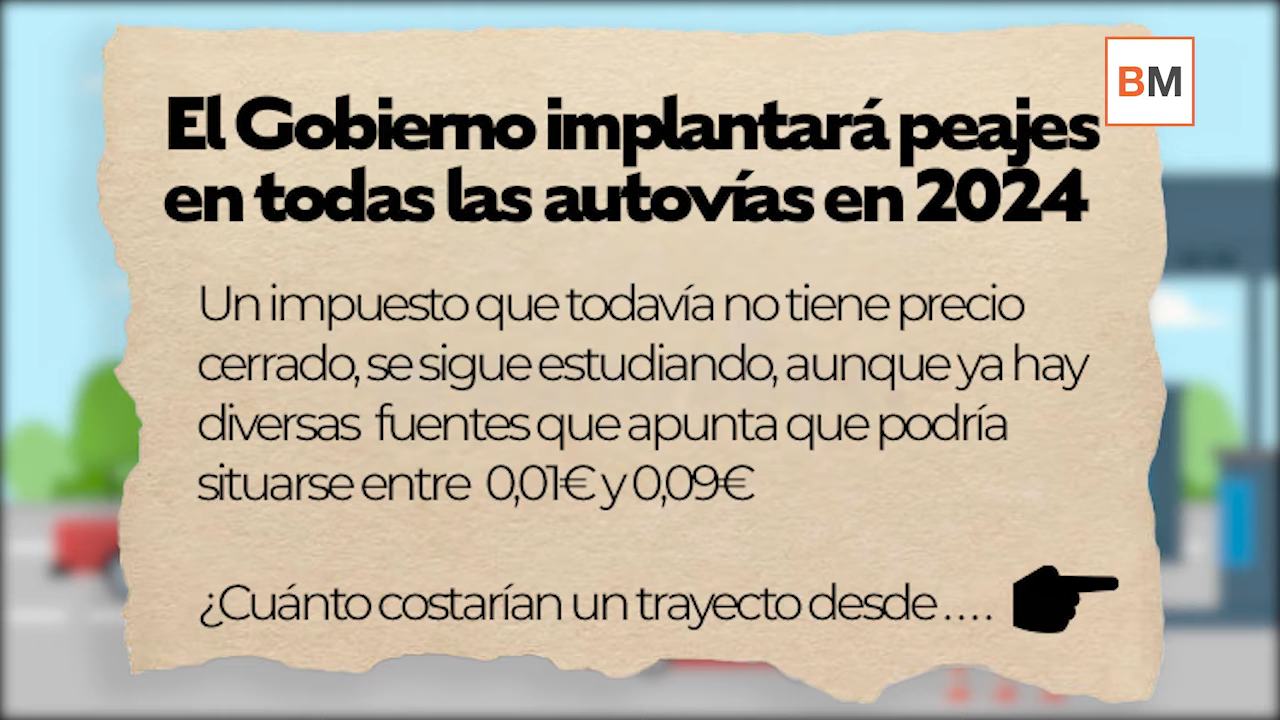 BM
El Gobierno implantará peajes
en todas las autovías en 2024
Un impuesto que todavía no tiene precio
cerrado, se sigue estudiando, aunque ya hay
diversas fuentes que apunta que podría
situarse entre 0,01€ y 0,09€
¿Cuánto costarían un trayecto desde ....